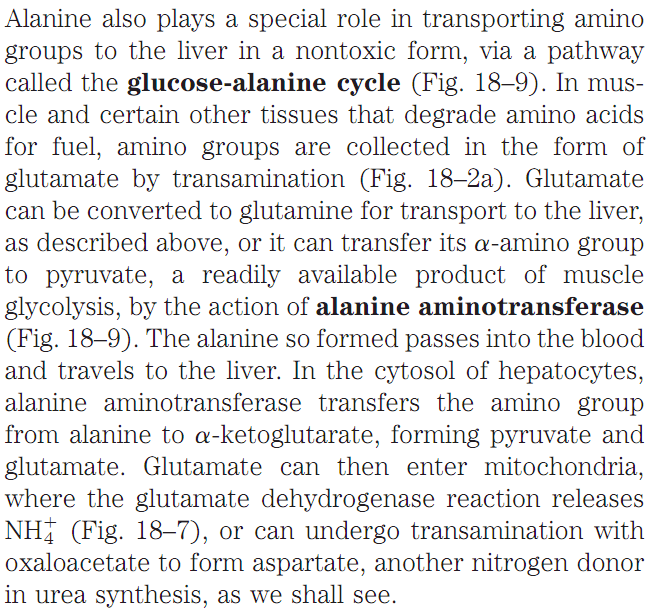 Alanine also plays a special role in transporting amino
groups to the liver in a nontoxic form, via a pathway
called the glucose-alanine cycle (Fig. 18–9). In mus-
cle and certain other tissues that degrade amino acids
for fuel, amino groups are collected in the form of
glutamate by transamination (Fig. 18–2a). Glutamate
can be converted to glutamine for transport to the liver,
as described above, or it can transfer its α-amino group
to pyruvate, a readily available product of muscle
glycolysis, by the action of alanine aminotransferase
(Fig. 18–9). The alanine so formed passes into the blood
and travels to the liver. In the cytosol of hepatocytes,
alanine aminotransferase transfers the amino group
from alanine to α-ketoglutarate, forming pyruvate and
glutamate. Glutamate can then enter mitochondria,
where the glutamate dehydrogenase reaction releases
NH₄⁺ (Fig. 18–7), or can undergo transamination with
oxaloacetate to form aspartate, another nitrogen donor
in urea synthesis, as we shall see.